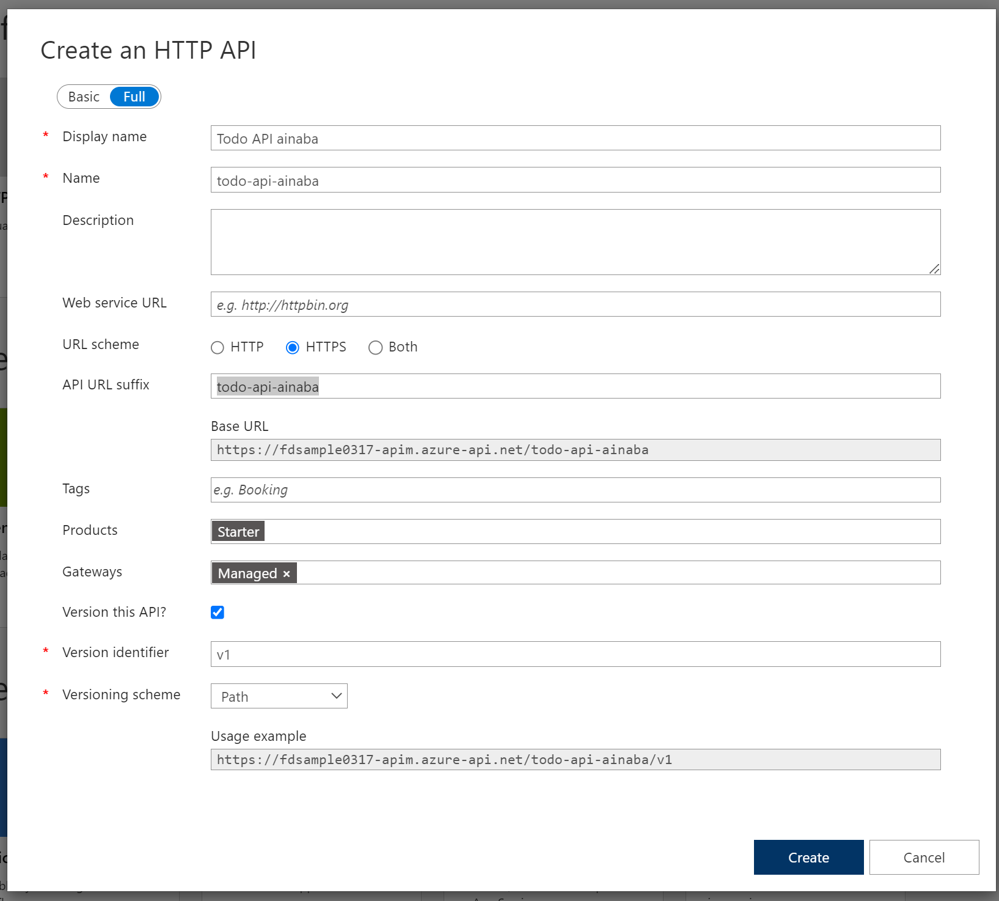 Create an HTTP API
Basic Full
* Display name Todo API ainaba
* Name todo-api-ainaba
Description
Web service URL e.g. http://httpbin.org
URL scheme HTTP HTTPS Both
API URL suffix todo-api-ainaba
Base URL
https://fdsample0317-apim.azure-api.net/todo-api-ainaba
Tags e.g. Booking
Products Starter
Gateways Managed ×
Version this API?
* Version identifier v1
* Versioning scheme Path
Usage example
https://fdsample0317-apim.azure-api.net/todo-api-ainaba/v1
Create Cancel